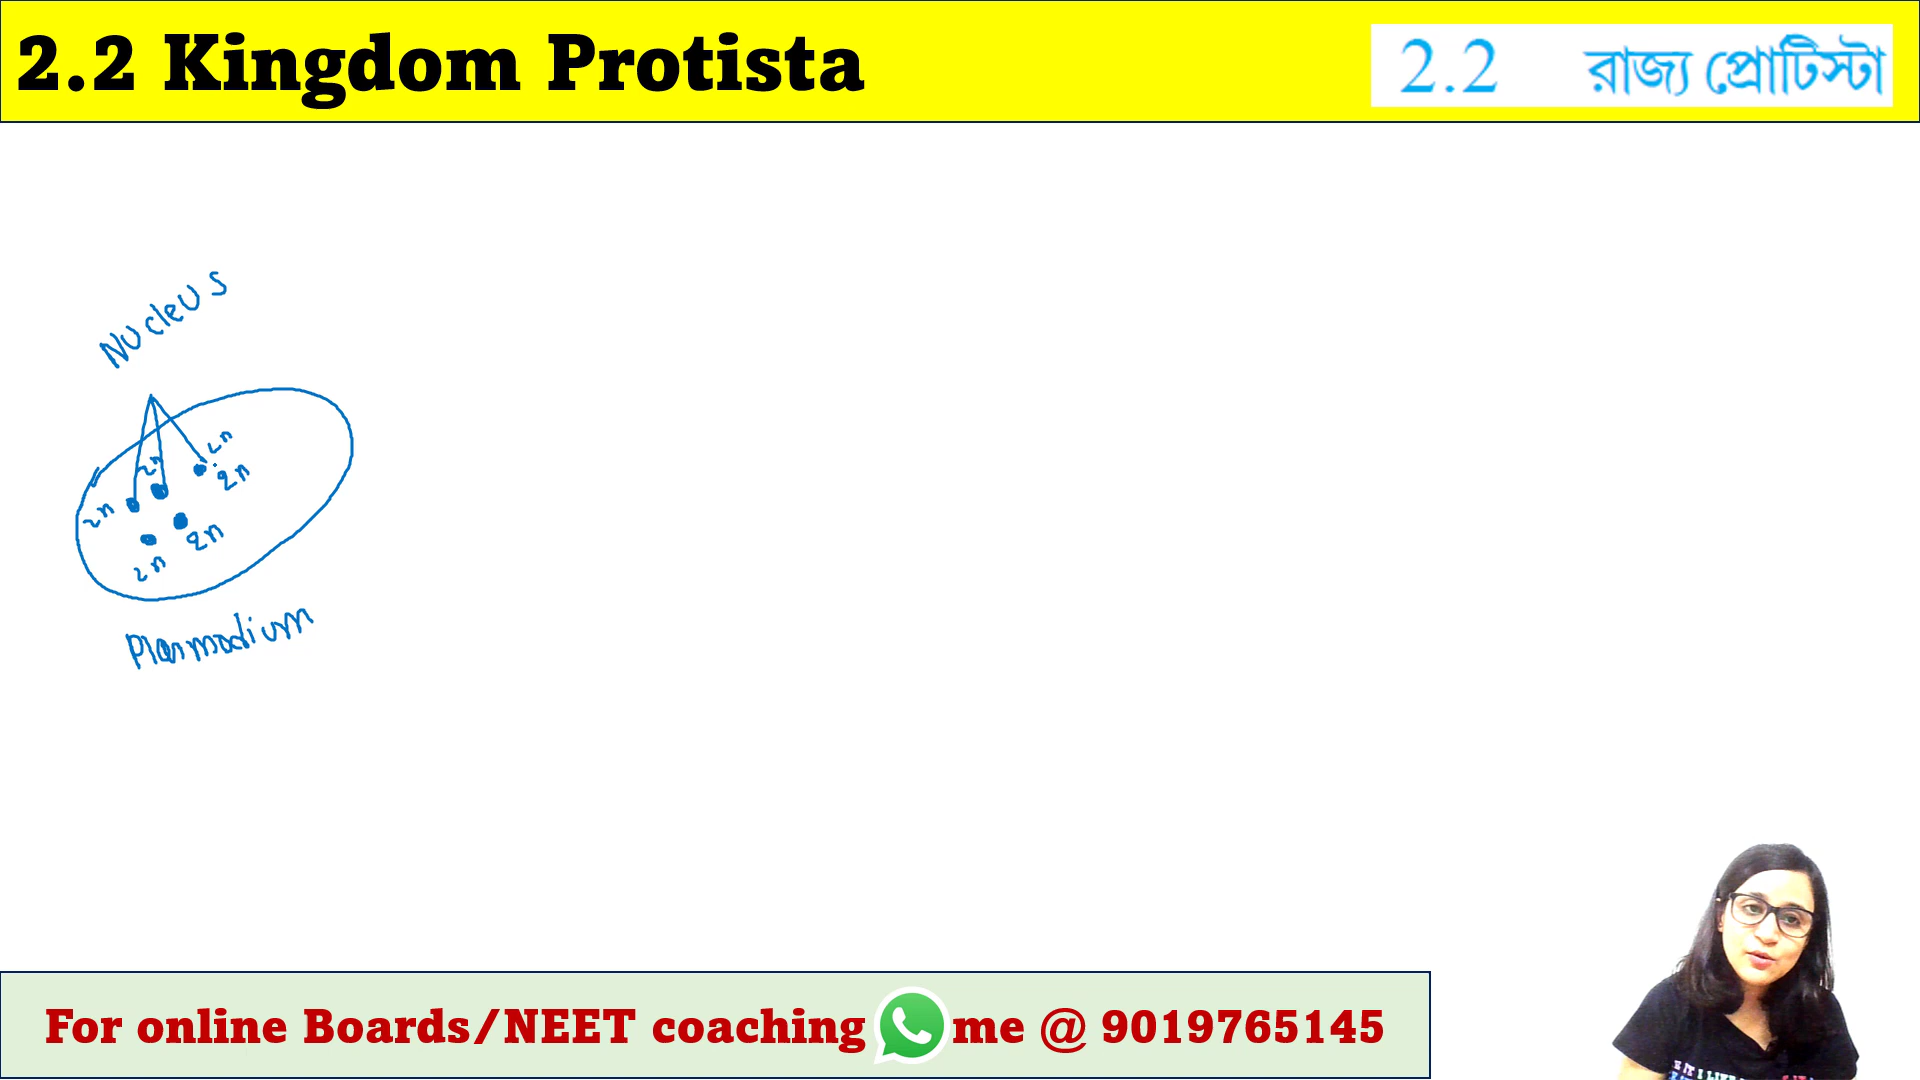 2.2 Kingdom Protista
2.2 রাজ্য প্রোটিস্টা
Nucleus
2n
2n
2n
2n
2n
2n
Plasmodium
For online Boards/NEET coaching me @ 9019765145